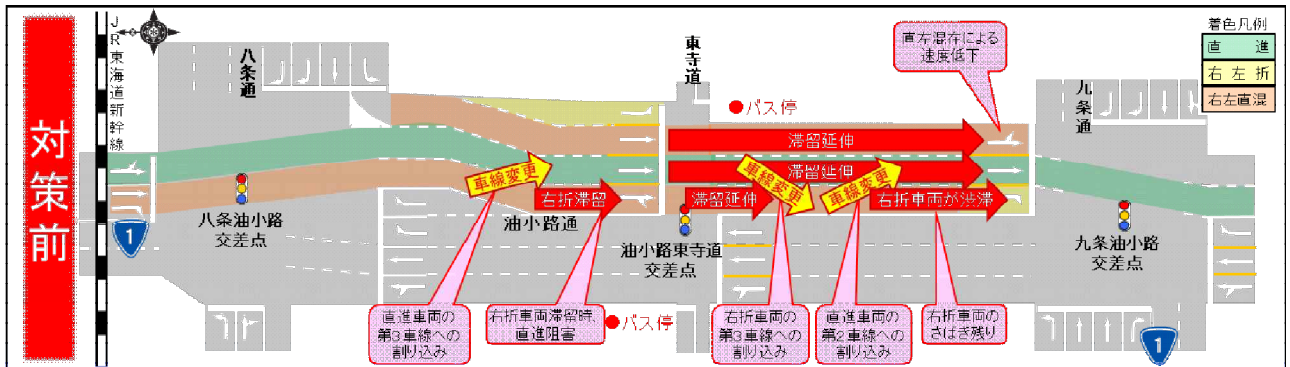 対策前
JR東海道新幹線
八条通
八条油小路
交差点
1
油小路通
東寺道
油小路東寺道
交差点
●バス停
●バス停
九条通
九条油小路
交差点
1
着色凡例
直進
右左折
右左直混
直左混在による
速度低下
滞留延伸
滞留延伸
車線変更
右折滞留
滞留延伸
車線変更
車線変更
右折車両が渋滞
直進車両の
第3車線への
割り込み
右折車両滞留時、
直進阻害
右折車両の
第3車線への
割り込み
直進車両の
第2車線への
割り込み
右折車両の
さばき残り